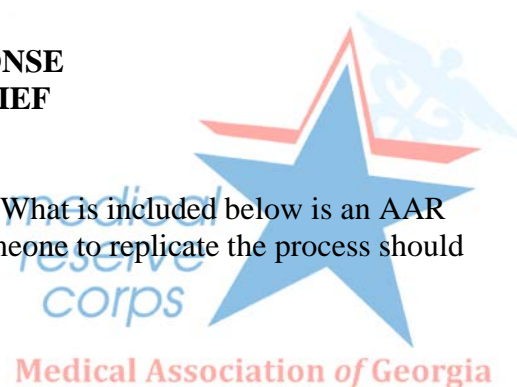 ONSE
IEF
What is included below is an AAR
meone to replicate the process should
medical
reserve
corps
Medical Association of Georgia